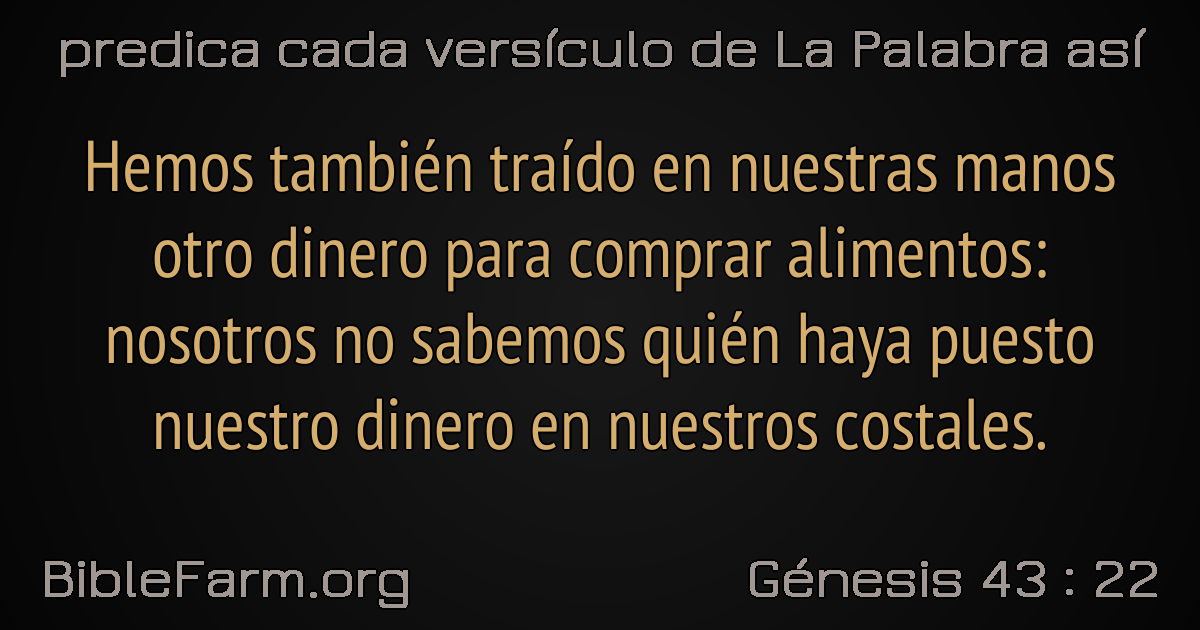 predica cada versículo de La Palabra así
Hemos también traído en nuestras manos
otro dinero para comprar alimentos:
nosotros no sabemos quién haya puesto
nuestro dinero en nuestros costales.
BibleFarm.org
Génesis 43 : 22